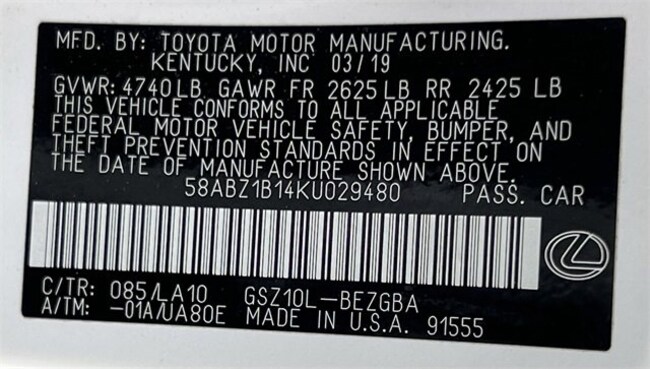 MFD. BY: TOYOTA MOTOR MANUFACTURING.
KENTUCKY, INC 03/19
GVWR: 4740 LB GAWR FR 2625 LB RR 2425 LB
THIS VEHICLE CONFORMS TO ALL APPLICABLE
FEDERAL MOTOR VEHICLE SAFETY, BUMPER, AND
THEFT PREVENTION STANDARDS IN EFFECT ON
THE DATE OF MANUFACTURE SHOWN ABOVE.
58ABZ1B14KU029480 PASS. CAR
C/TR: 085/LA10 GSZ10L-BEZGBA
A/TM: -01A/UA80E MADE IN U.S.A. 91555